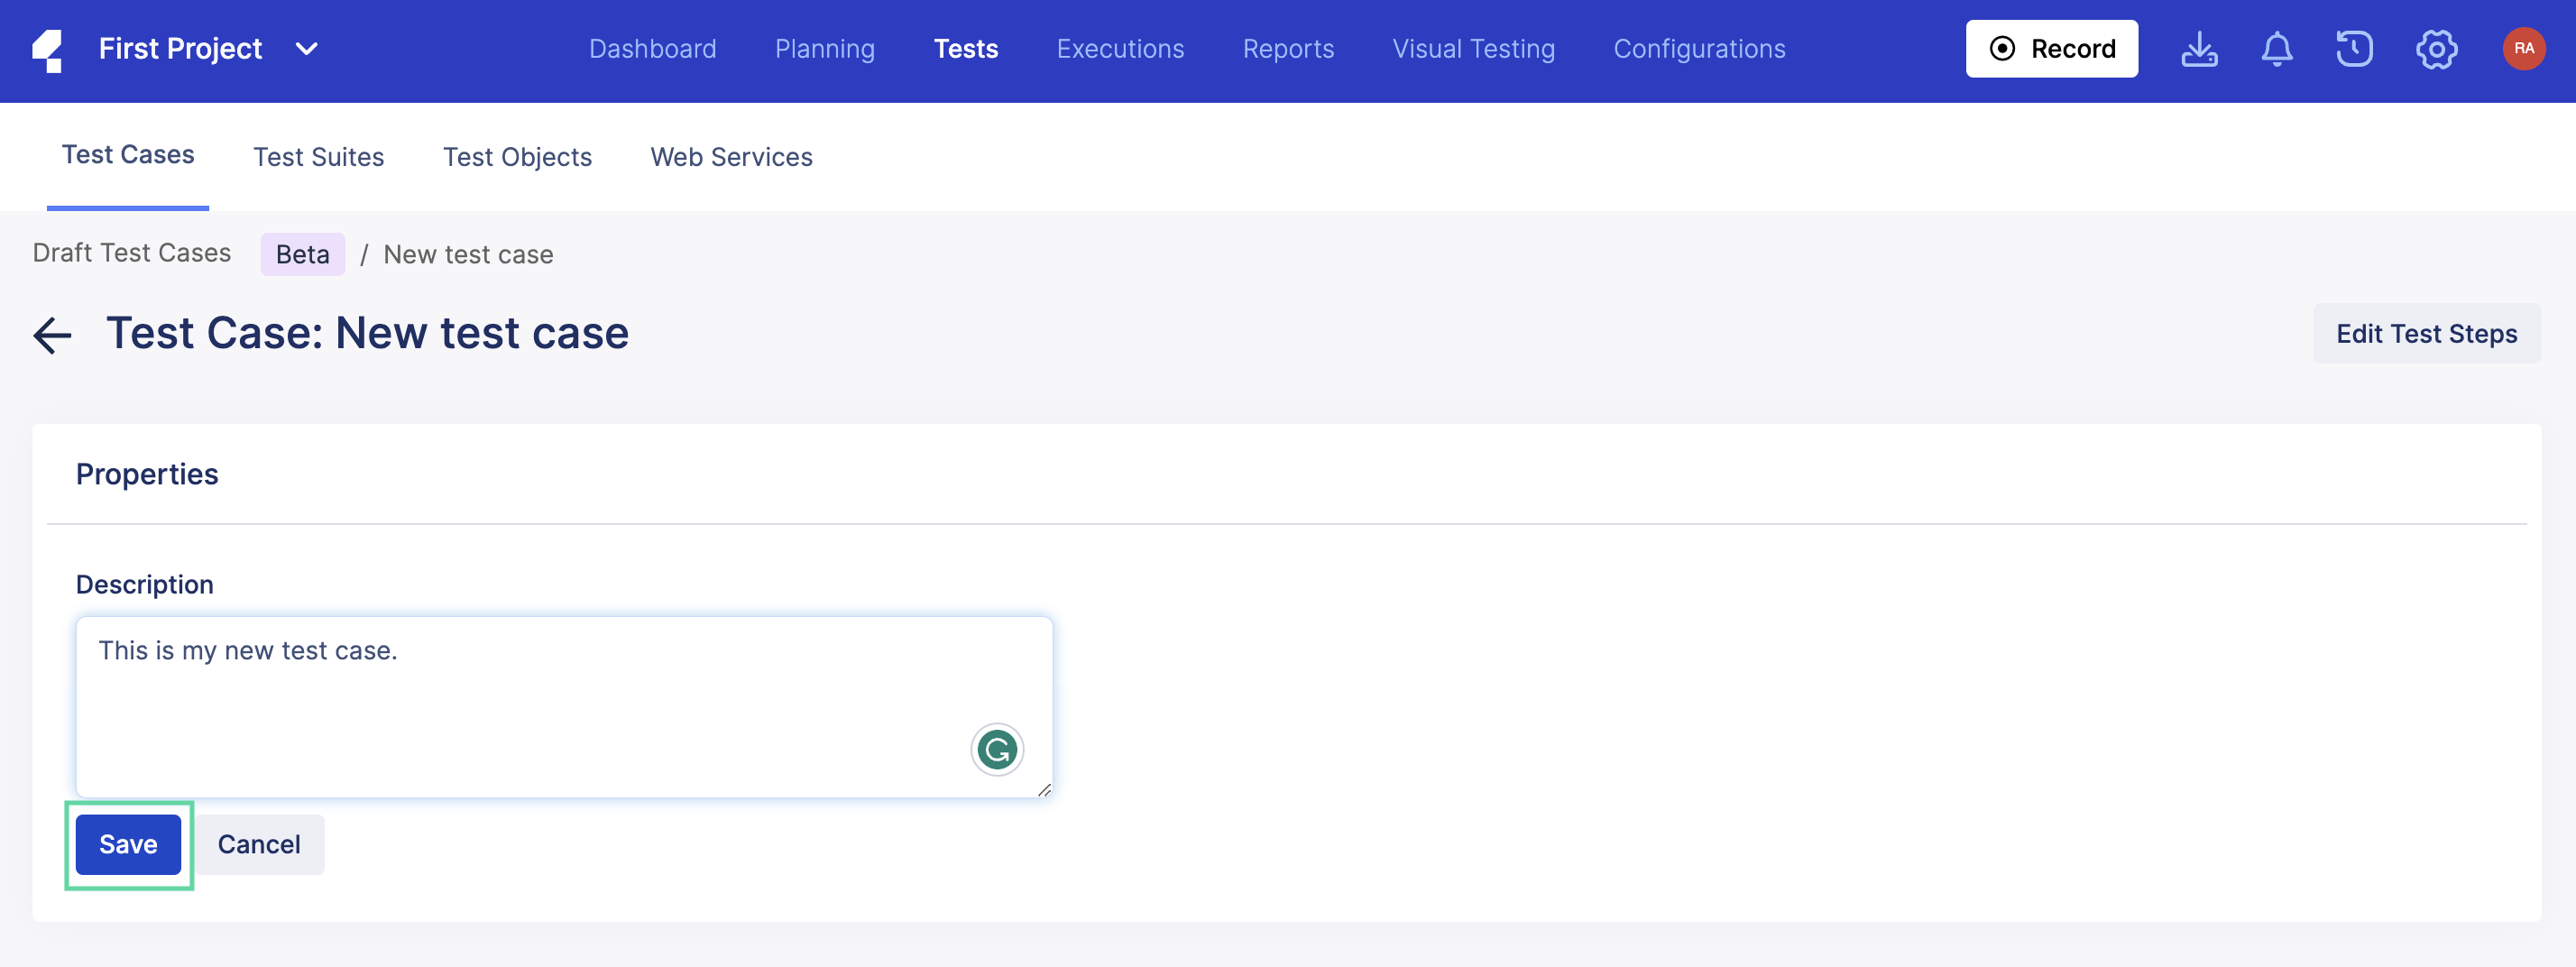 First Project
Dashboard Planning Tests Executions Reports Visual Testing Configurations
Record
RA
Test Cases Test Suites Test Objects Web Services
Draft Test Cases Beta / New test case
Test Case: New test case
Edit Test Steps
Properties
Description
This is my new test case.
Save Cancel